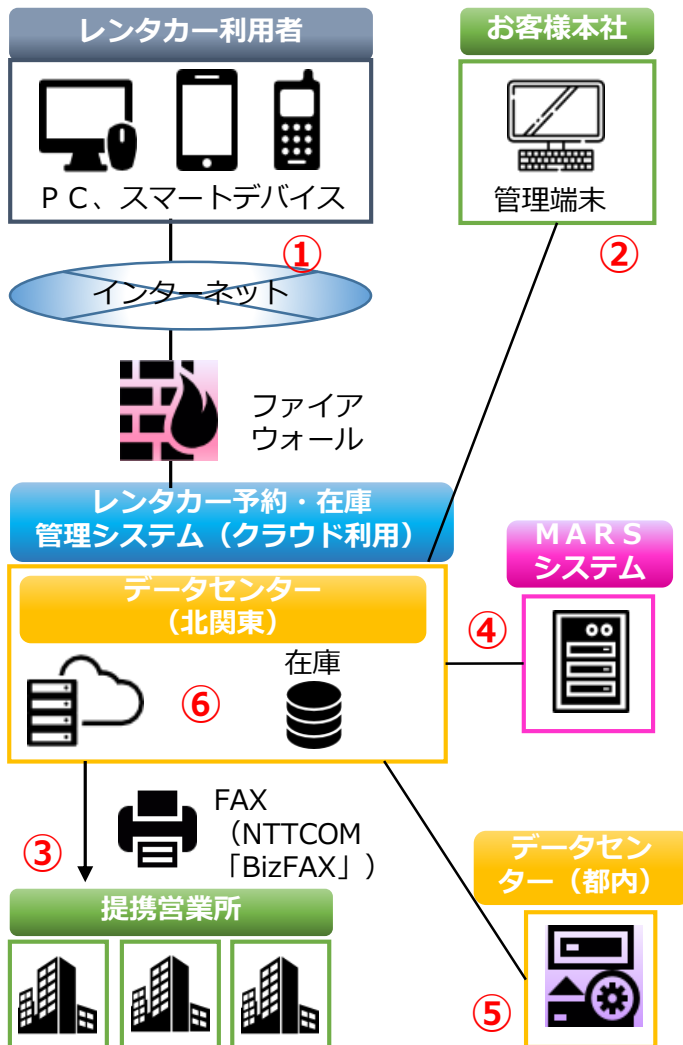 レンタカー利用者
ＰＣ、スマートデバイス
お客様本社
管理端末
①
②
インターネット
ファイア
ウォール
レンタカー予約・在庫
管理システム（クラウド利用）
データセンター
（北関東）
在庫
⑥
④
ＭＡＲＳ
システム
③
FAX
（NTTCOM
「BizFAX」）
提携営業所
データセン
ター（都内）
⑤